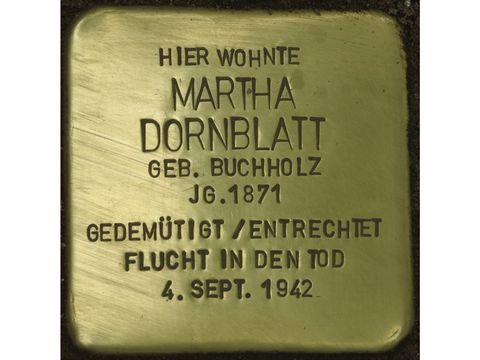 HIER WOHNTE
MARTHA
DORNBLATT
GEB. BUCHHOLZ
JG. 1871
GEDEMÜTIGT / ENTRECHTET
FLUCHT IN DEN TOD
4. SEPT. 1942